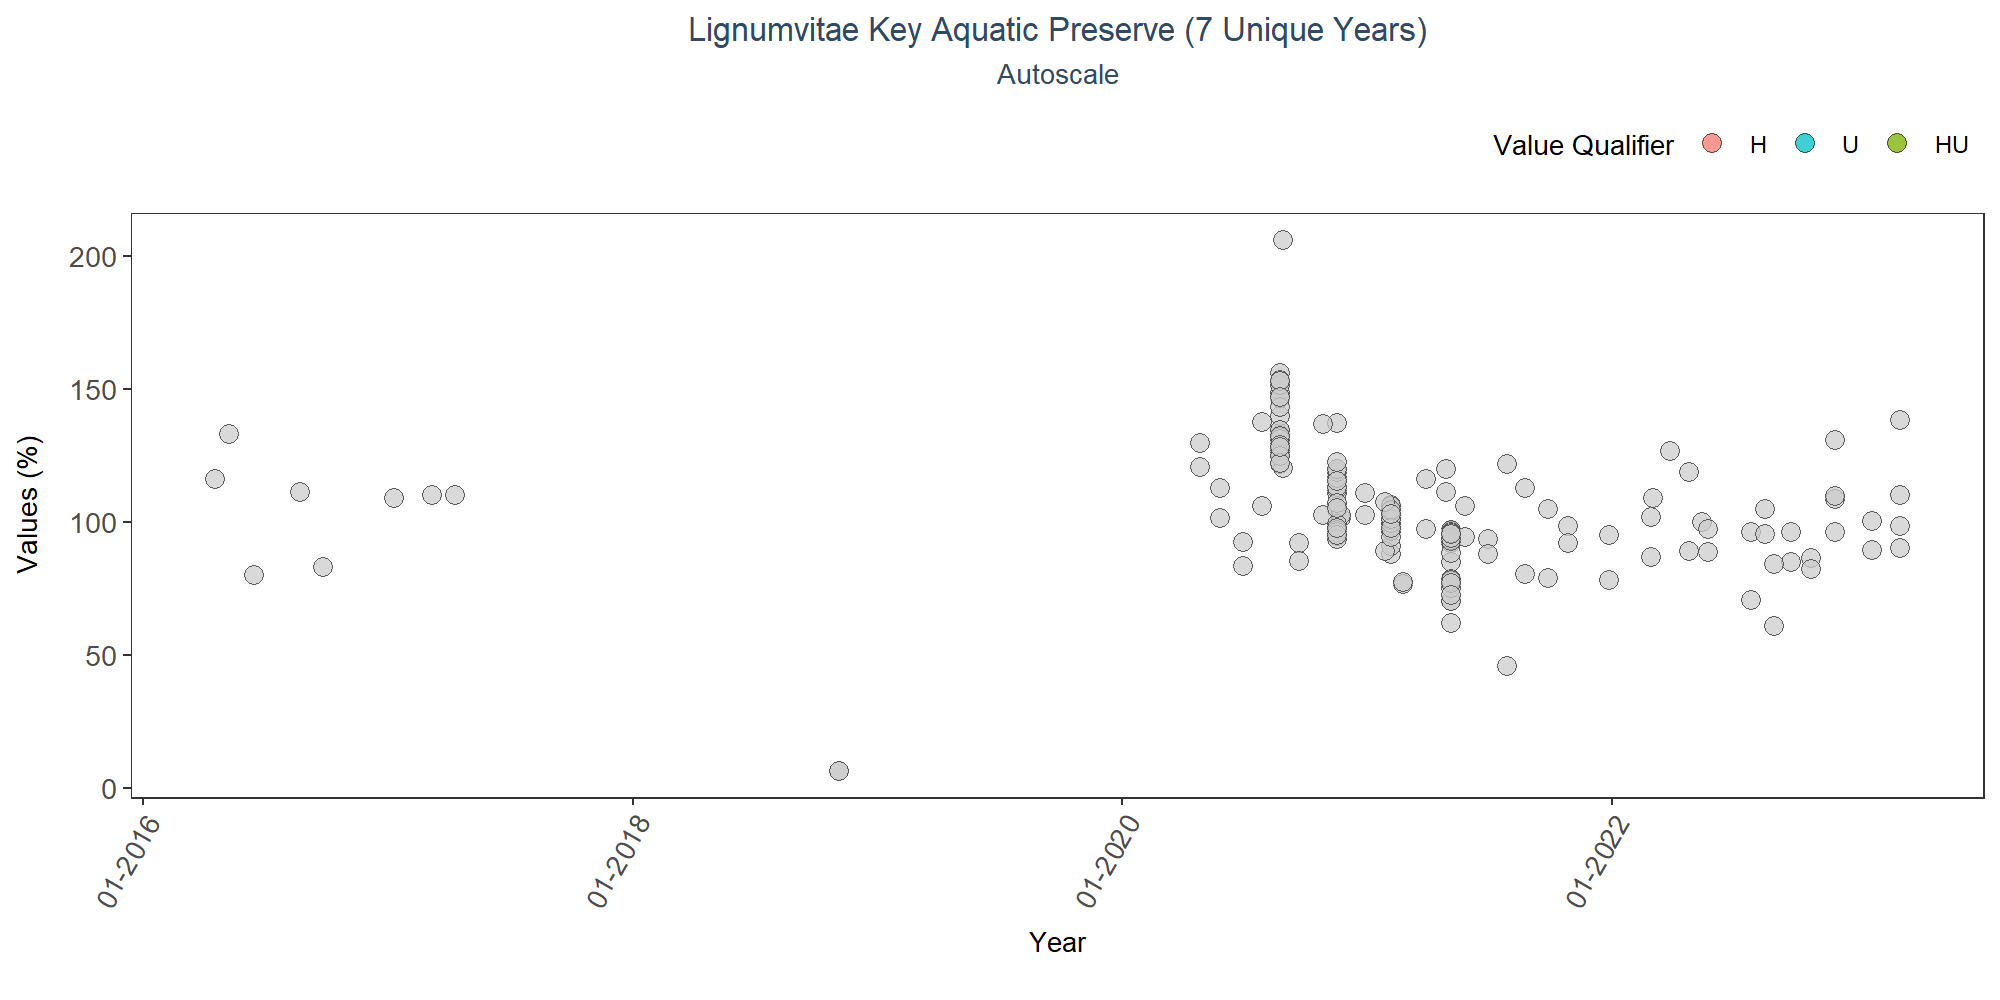 Lignumvitae Key Aquatic Preserve (7 Unique Years)
Autoscale
Value Qualifier H U HU
Values (%)
200
150
100
50
0
01-2016 01-2018 01-2020 01-2022
Year